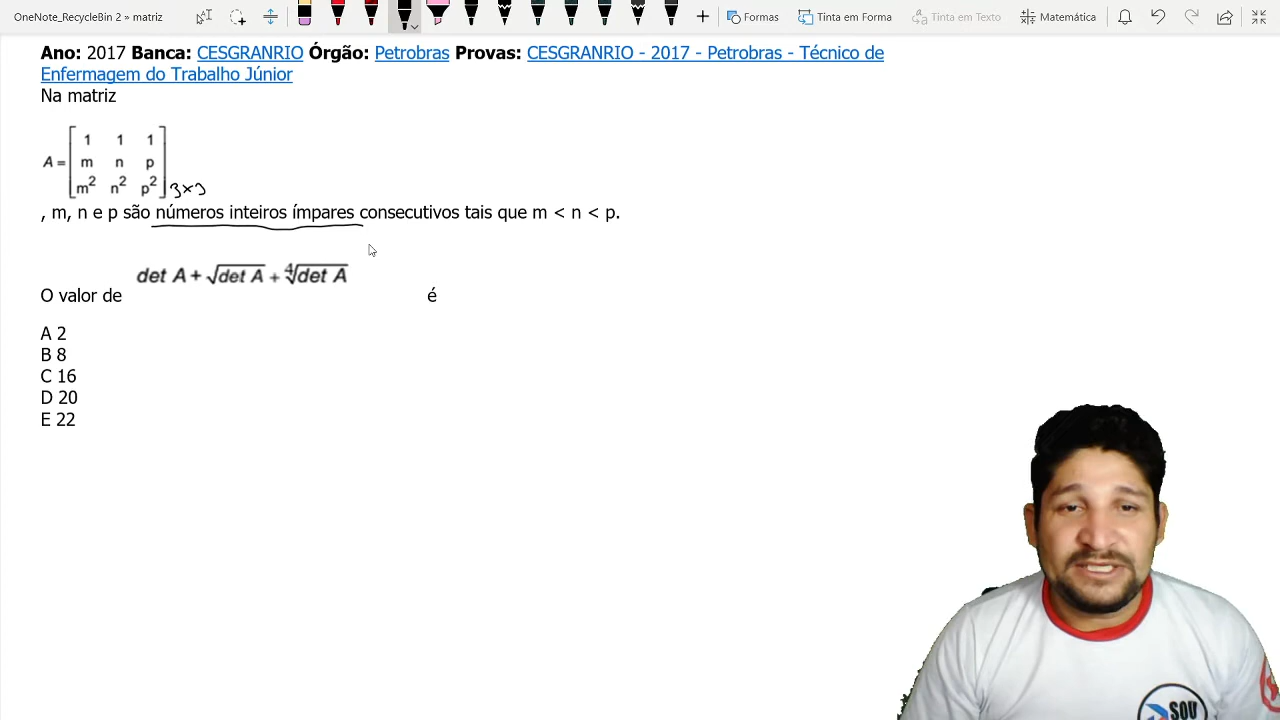 OneNote_RecycleBin 2 » matriz
Formas
Tinta em Forma
Tinta em Texto
Matemática
Ano: 2017 Banca: CESGRANRIO Órgão: Petrobras Provas: CESGRANRIO - 2017 - Petrobras - Técnico de
Enfermagem do Trabalho Júnior
Na matriz
1 1 1
A = m n p
m² n² p² 3×3
, m, n e p são números inteiros ímpares consecutivos tais que m < n < p.
det A + √det A + ∜det A
O valor de é
A 2
B 8
C 16
D 20
E 22
SOU